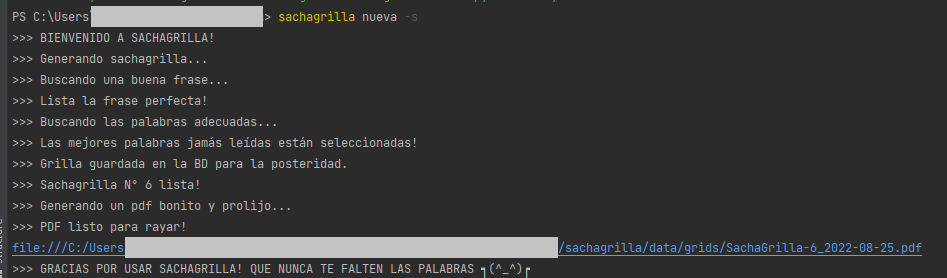 PS C:\Users > sachagrilla nueva -s
>>> BIENVENIDO A SACHAGRILLA!
>>> Generando sachagrilla...
>>> Buscando una buena frase...
>>> Lista la frase perfecta!
>>> Buscando las palabras adecuadas...
>>> Las mejores palabras jamás leídas están seleccionadas!
>>> Grilla guardada en la BD para la posteridad.
>>> Sachagrilla N° 6 lista!
>>> Generando un pdf bonito y prolijo...
>>> PDF listo para rayar!
file:///C:/Users /sachagrilla/data/grids/SachaGrilla-6_2022-08-25.pdf
>>> GRACIAS POR USAR SACHAGRILLA! QUE NUNCA TE FALTEN LAS PALABRAS ┓(^_^)┏